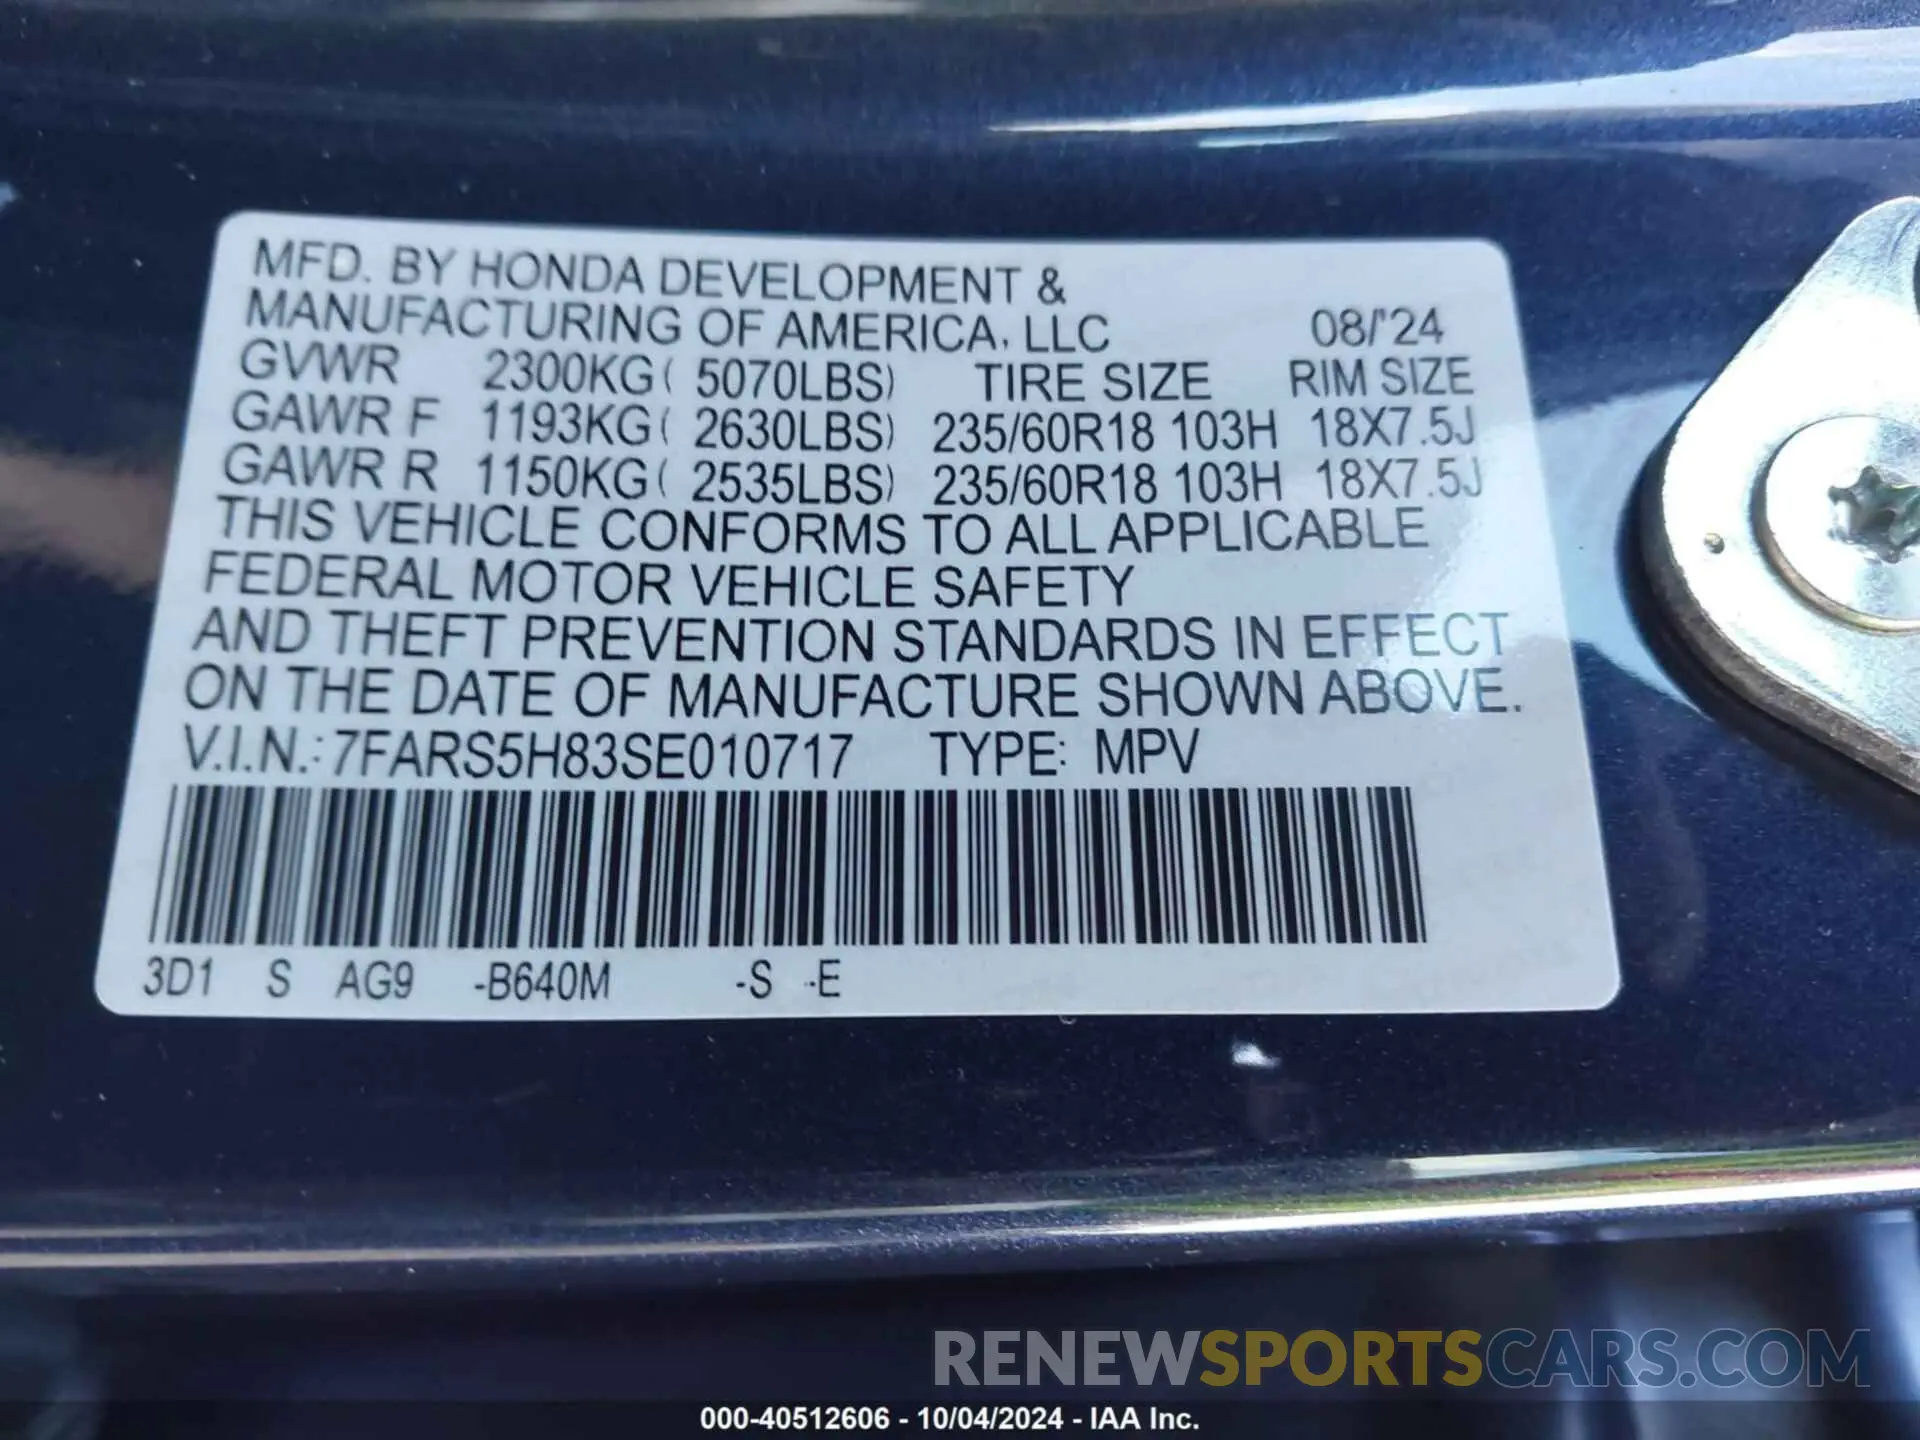 MFD. BY HONDA DEVELOPMENT &
MANUFACTURING OF AMERICA, LLC 08/'24
GVWR 2300KG( 5070LBS) TIRE SIZE RIM SIZE
GAWR F 1193KG( 2630LBS) 235/60R18 103H 18X7.5J
GAWR R 1150KG( 2535LBS) 235/60R18 103H 18X7.5J
THIS VEHICLE CONFORMS TO ALL APPLICABLE
FEDERAL MOTOR VEHICLE SAFETY
AND THEFT PREVENTION STANDARDS IN EFFECT
ON THE DATE OF MANUFACTURE SHOWN ABOVE.
V.I.N.: 7FARS5H83SE010717 TYPE: MPV
3D1 S AG9 -B640M -S -E
RENEWSPORTSCARS.COM
000-40512606 - 10/04/2024 - IAA Inc.